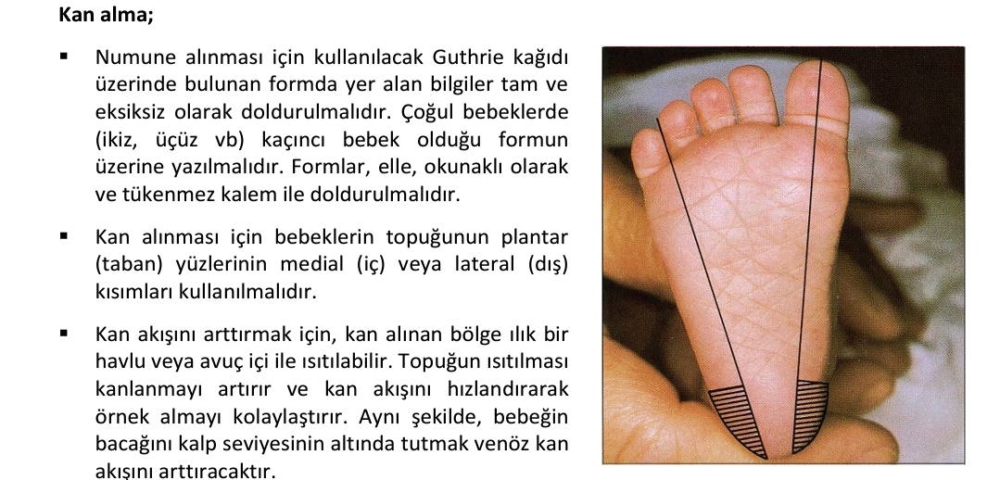 Kan alma;
▪ Numune alınması için kullanılacak Guthrie kağıdı
üzerinde bulunan formda yer alan bilgiler tam ve
eksiksiz olarak doldurulmalıdır. Çoğul bebeklerde
(ikiz, üçüz vb) kaçıncı bebek olduğu formun
üzerine yazılmalıdır. Formlar, elle, okunaklı olarak
ve tükenmez kalem ile doldurulmalıdır.
▪ Kan alınması için bebeklerin topuğunun plantar
(taban) yüzlerinin medial (iç) veya lateral (dış)
kısımları kullanılmalıdır.
▪ Kan akışını arttırmak için, kan alınan bölge ılık bir
havlu veya avuç içi ile ısıtılabilir. Topuğun ısıtılması
kanlanmayı artırır ve kan akışını hızlandırarak
örnek almayı kolaylaştırır. Aynı şekilde, bebeğin
bacağını kalp seviyesinin altında tutmak venöz kan
akışını arttıracaktır.